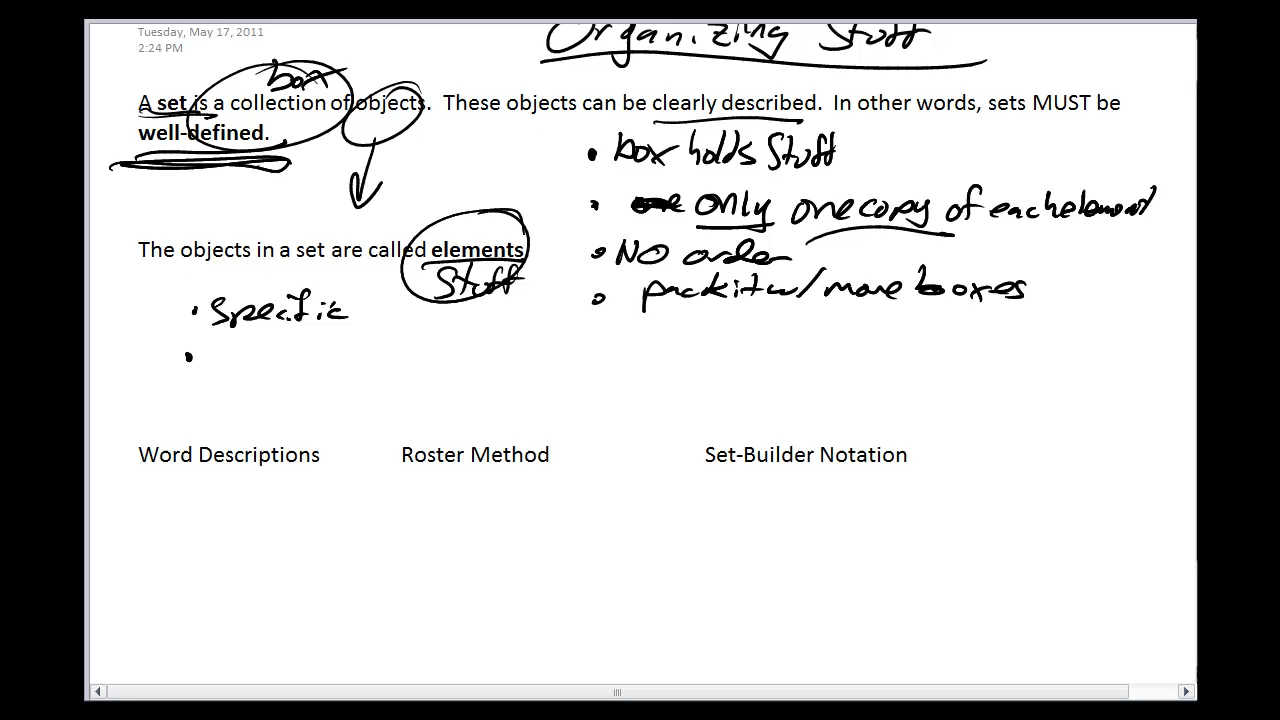 Tuesday, May 17, 2011
2:24 PM
Organizing Stuff
box
A set is a collection of objects. These objects can be clearly described. In other words, sets MUST be
well-defined.
• box holds Stuff
• only one copy of each element
The objects in a set are called elements
• NO order
Stuff
• pack it w/ more boxes
• Specific
•
Word Descriptions Roster Method Set-Builder Notation